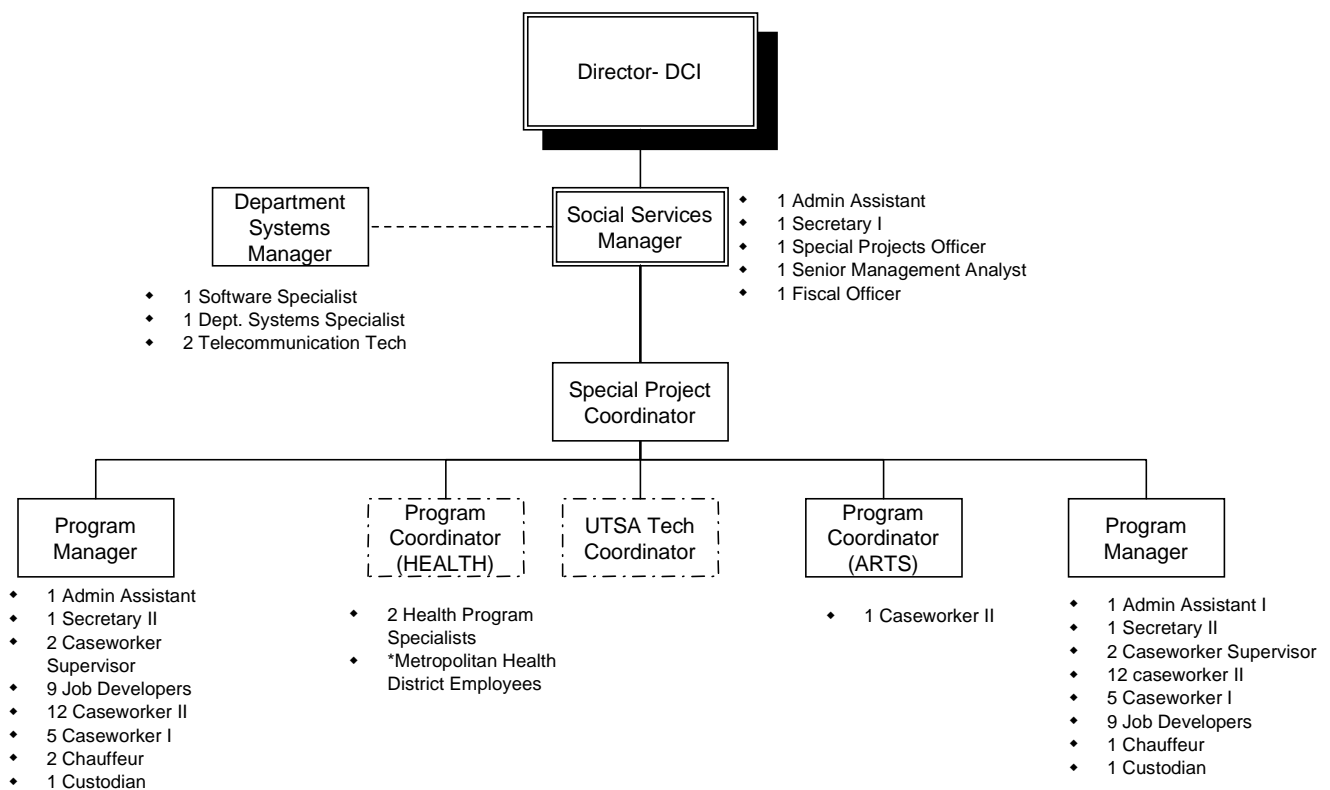 Director- DCI
Department
Systems
Manager
Social Services
Manager
◆ 1 Admin Assistant
◆ 1 Secretary I
◆ 1 Special Projects Officer
◆ 1 Senior Management Analyst
◆ 1 Fiscal Officer
◆ 1 Software Specialist
◆ 1 Dept. Systems Specialist
◆ 2 Telecommunication Tech
Special Project
Coordinator
Program
Manager
◆ 1 Admin Assistant
◆ 1 Secretary II
◆ 2 Caseworker
Supervisor
◆ 9 Job Developers
◆ 12 Caseworker II
◆ 5 Caseworker I
◆ 2 Chauffeur
◆ 1 Custodian
Program
Coordinator
(HEALTH)
◆ 2 Health Program
Specialists
◆ *Metropolitan Health
District Employees
UTSA Tech
Coordinator
Program
Coordinator
(ARTS)
◆ 1 Caseworker II
Program
Manager
◆ 1 Admin Assistant I
◆ 1 Secretary II
◆ 2 Caseworker Supervisor
◆ 12 caseworker II
◆ 5 Caseworker I
◆ 9 Job Developers
◆ 1 Chauffeur
◆ 1 Custodian